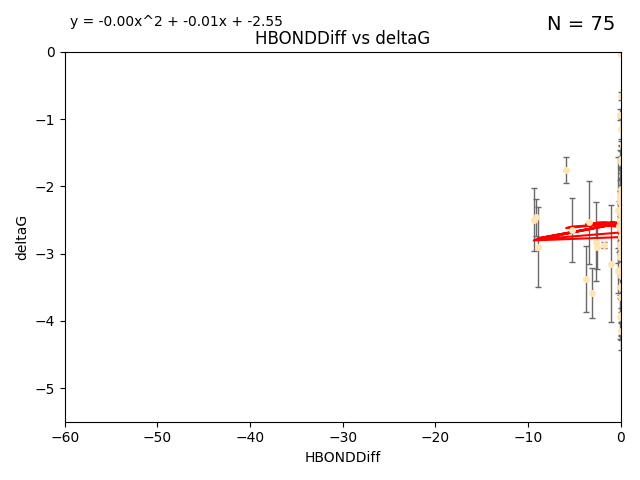 y = -0.00x^2 + -0.01x + -2.55
N = 75
HBONDDiff vs deltaG
0
−1
−2
−3
−4
−5
deltaG
−60 −50 −40 −30 −20 −10 0
HBONDDiff